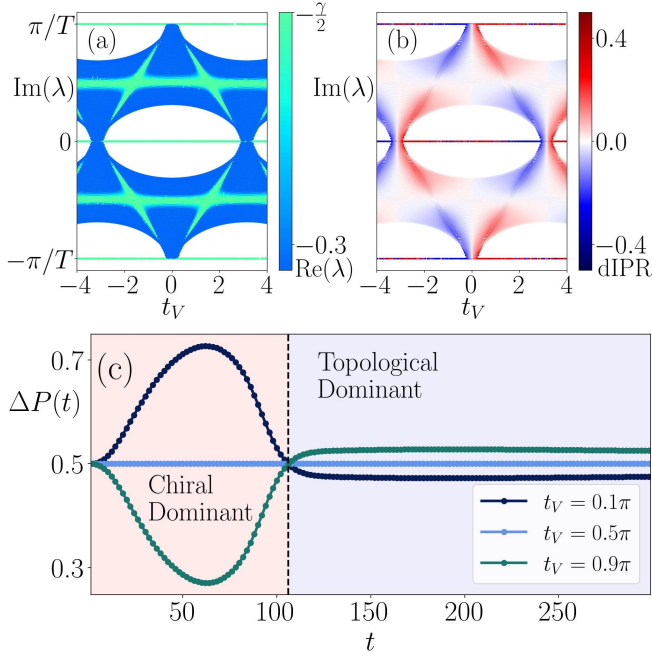 π/T
(a)
−γ/2
Im(λ)
0
−π/T
−0.3
Re(λ)
−4 −2 0 2 4
t_V
(b)
Im(λ)
0.4
0.0
−0.4
dIPR
−4 −2 0 2 4
t_V
(c)
0.7
ΔP(t)
0.5
0.3
Topological
Dominant
Chiral
Dominant
t_V = 0.1π
t_V = 0.5π
t_V = 0.9π
50 100 150 200 250
t